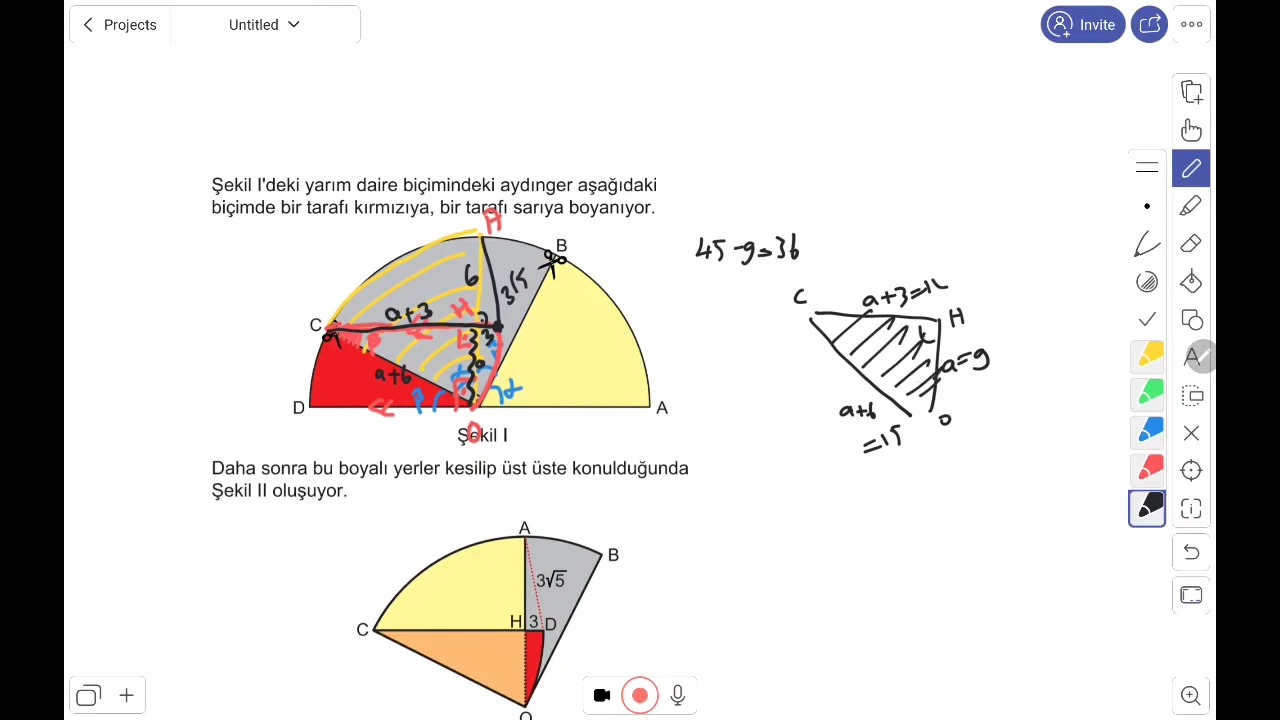 Projects
Untitled
Invite
Şekil I'deki yarım daire biçimindeki aydınger aşağıdaki
biçimde bir tarafı kırmızıya, bir tarafı sarıya boyanıyor.
A
B
45-9=36
6
3√5
C
a+3
H
3
a+6
D
A
O
Şekil I
C
a+3=12
H
a=9
a+6
=15
O
Daha sonra bu boyalı yerler kesilip üst üste konulduğunda
Şekil II oluşuyor.
A
B
3√5
C
H 3 D
O